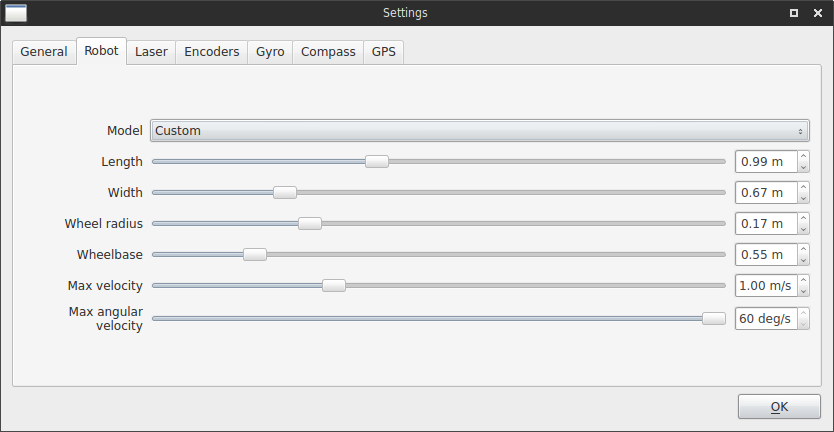 Settings
General Robot Laser Encoders Gyro Compass GPS
Model Custom
Length 0.99 m
Width 0.67 m
Wheel radius 0.17 m
Wheelbase 0.55 m
Max velocity 1.00 m/s
Max angular
velocity 60 deg/s
OK